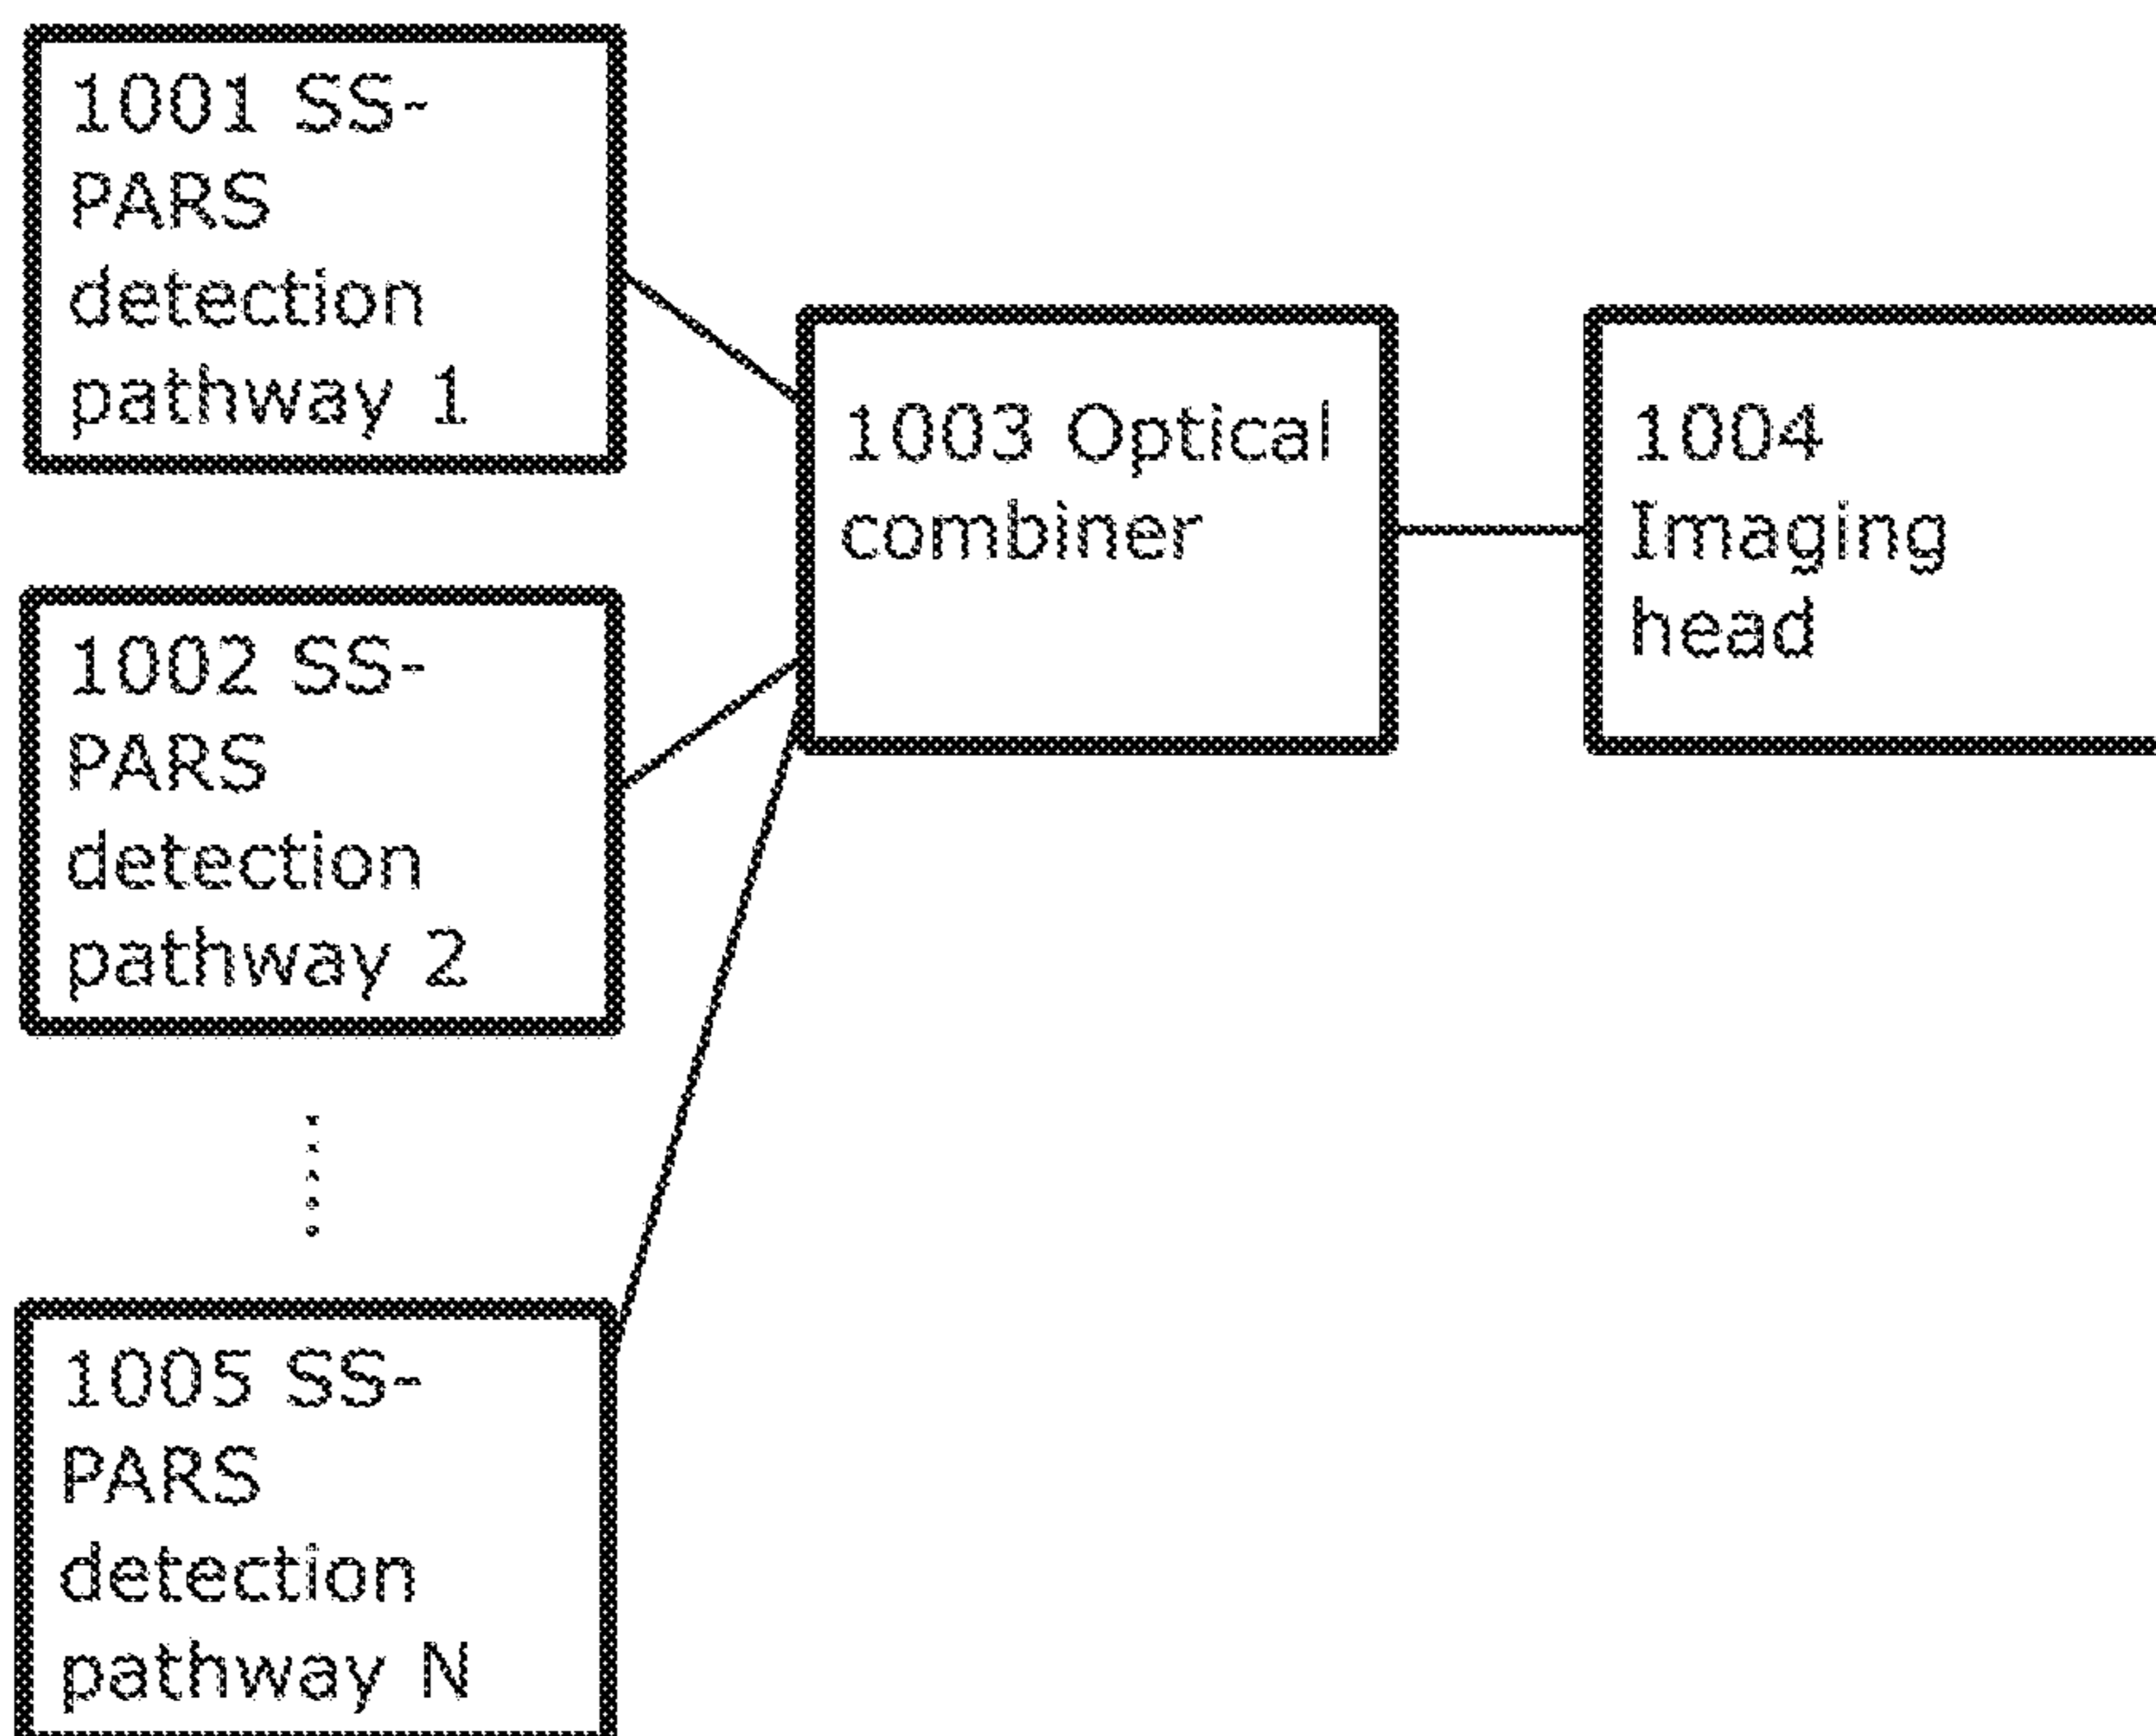 1001 SS-
PARS
detection
pathway 1
1003 Optical
combiner
1004
Imaging
head
1002 SS-
PARS
detection
pathway 2
1005 SS-
PARS
detection
pathway N